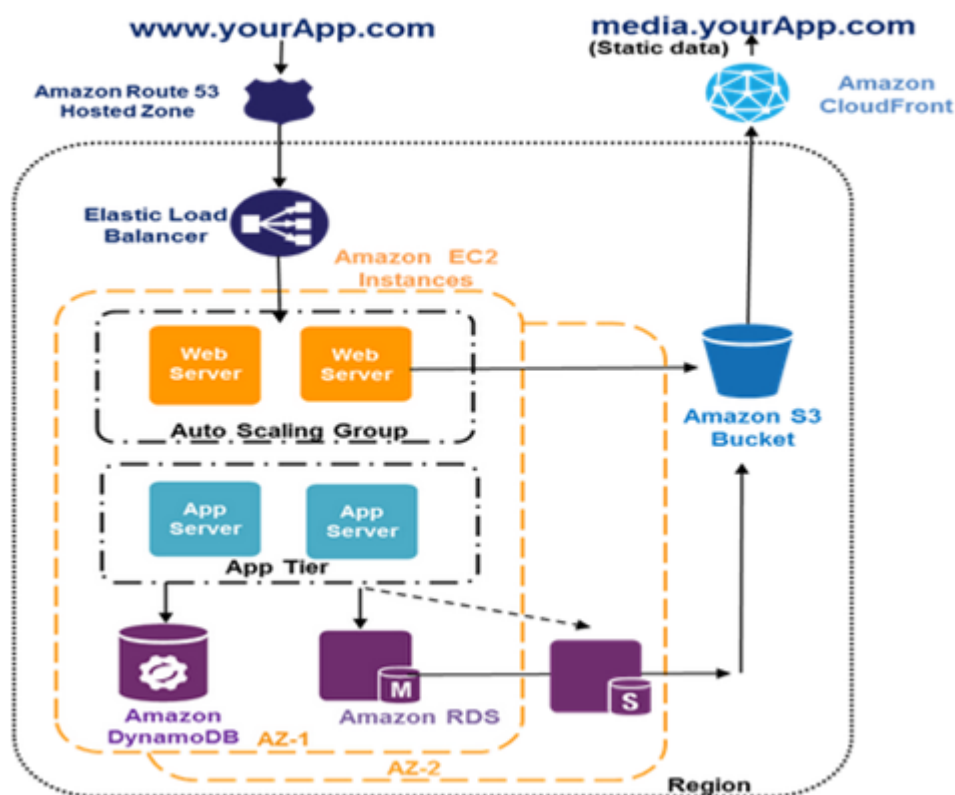 www.yourApp.com
media.yourApp.com
(Static data)
Amazon Route 53
Hosted Zone
Amazon
CloudFront
Elastic Load
Balancer
Amazon EC2
Instances
Web
Server
Web
Server
Auto Scaling Group
Amazon S3
Bucket
App
Server
App
Server
App Tier
M
S
Amazon
DynamoDB
Amazon RDS
AZ-1
AZ-2
Region